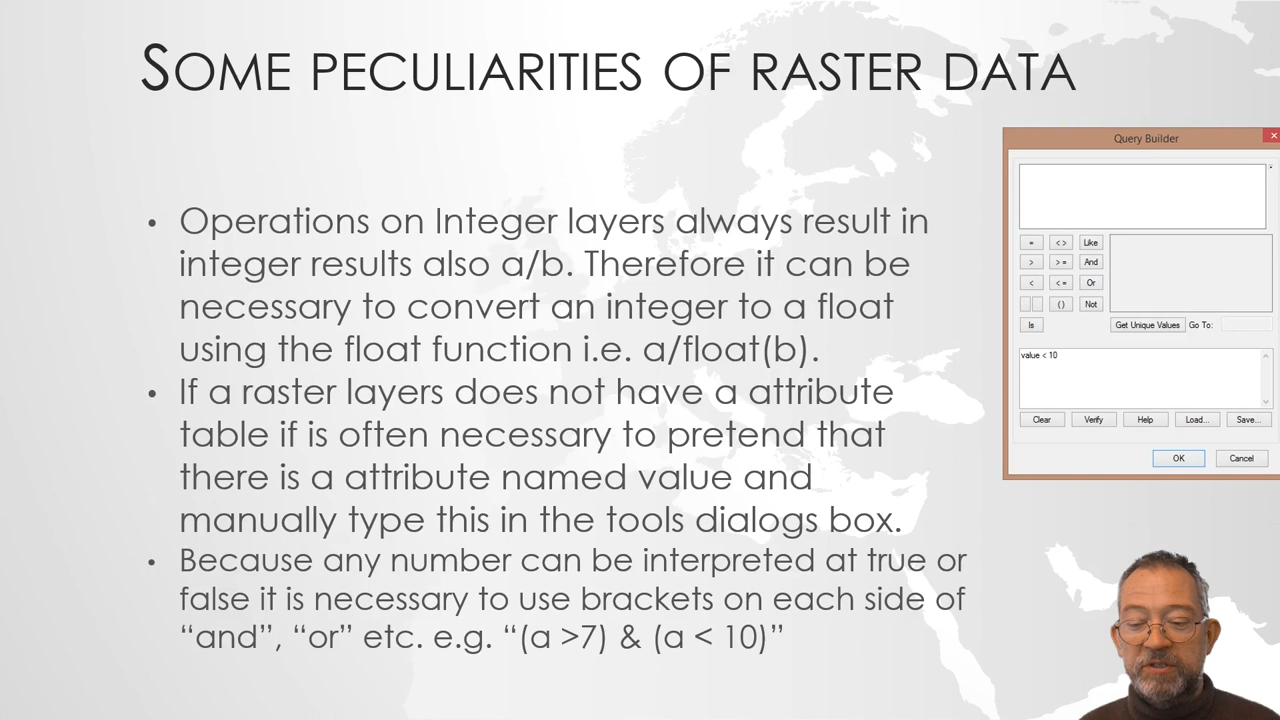 SOME PECULIARITIES OF RASTER DATA
• Operations on Integer layers always result in
integer results also a/b. Therefore it can be
necessary to convert an integer to a float
using the float function i.e. a/float(b).
• If a raster layers does not have a attribute
table if is often necessary to pretend that
there is a attribute named value and
manually type this in the tools dialogs box.
• Because any number can be interpreted at true or
false it is necessary to use brackets on each side of
“and”, “or” etc. e.g. “(a >7) & (a < 10)”
Query Builder
= < > Like
> > = And
< < = Or
( ) Not
Is
Get Unique Values Go To:
value < 10
Clear Verify Help Load... Save...
OK Cancel